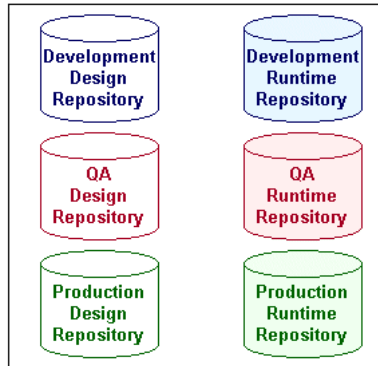 Development
Design
Repository
Development
Runtime
Repository
QA
Design
Repository
QA
Runtime
Repository
Production
Design
Repository
Production
Runtime
Repository